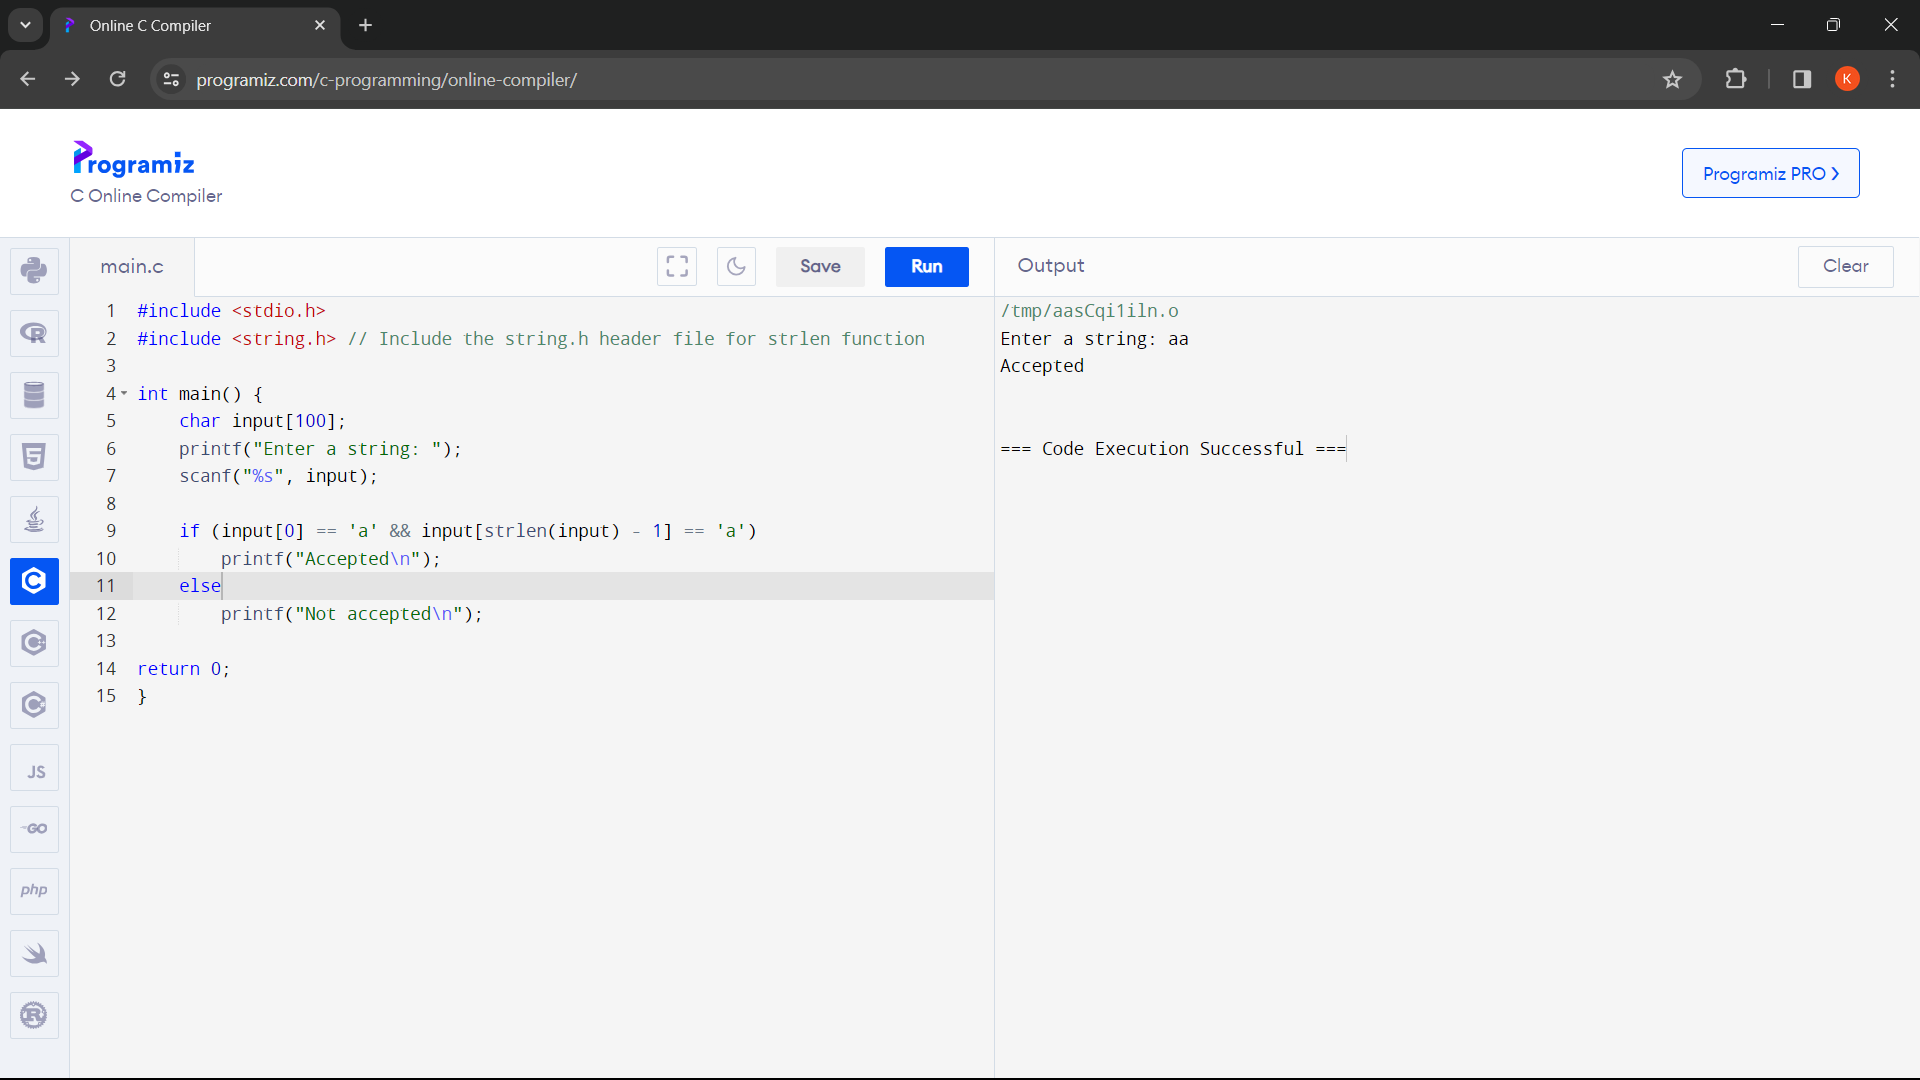 Online C Compiler
programiz.com/c-programming/online-compiler/
K
Programiz
C Online Compiler
Programiz PRO
main.c
Save
Run
Output
Clear
1 #include <stdio.h>
2 #include <string.h> // Include the string.h header file for strlen function
3
4 int main() {
5 char input[100];
6 printf("Enter a string: ");
7 scanf("%s", input);
8
9 if (input[0] == 'a' && input[strlen(input) - 1] == 'a')
10 printf("Accepted\n");
11 else
12 printf("Not accepted\n");
13
14 return 0;
15 }
/tmp/aasCqi1iln.o
Enter a string: aa
Accepted
=== Code Execution Successful ===
R
5
C
C
C
JS
GO
php
R